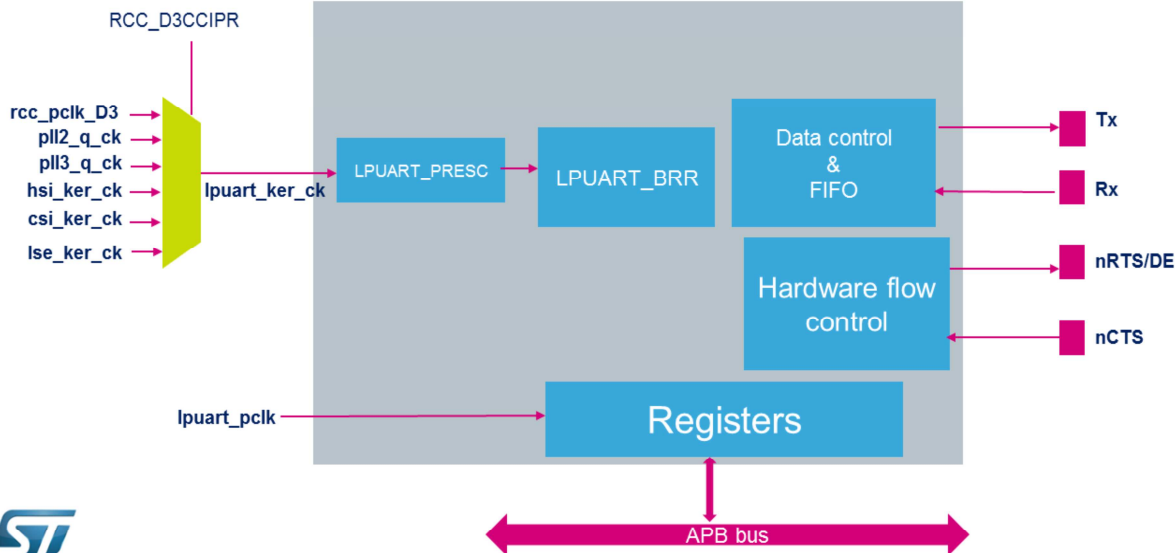 RCC_D3CCIPR
rcc_pclk_D3
pll2_q_ck
pll3_q_ck
hsi_ker_ck
csi_ker_ck
lse_ker_ck
lpuart_ker_ck
LPUART_PRESC
LPUART_BRR
Data control
&
FIFO
Tx
Rx
Hardware flow
control
nRTS/DE
nCTS
lpuart_pclk
Registers
APB bus
ST